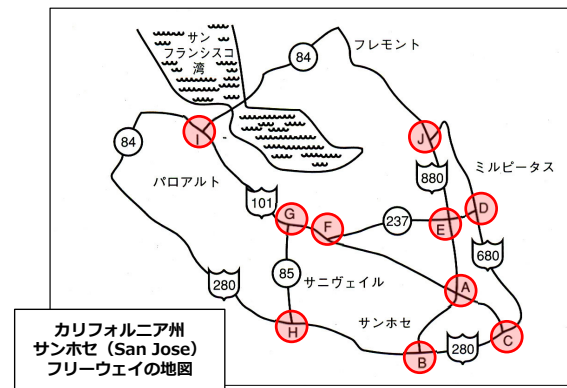 サン
フランシスコ
湾
84
フレモント
I
J
84
ミルピータス
880
パロアルト
101
G
F
237
D
E
680
85
サニヴェイル
280
A
サンホセ
H
B
280
C
カリフォルニア州
サンホセ（San Jose）
フリーウェイの地図